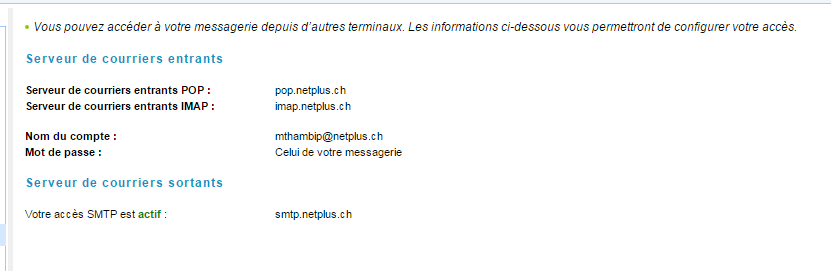 Vous pouvez accéder à votre messagerie depuis d'autres terminaux. Les informations ci-dessous vous permettront de configurer votre accès.
Serveur de courriers entrants
Serveur de courriers entrants POP : pop.netplus.ch
Serveur de courriers entrants IMAP : imap.netplus.ch
Nom du compte : mthambip@netplus.ch
Mot de passe : Celui de votre messagerie
Serveur de courriers sortants
Votre accès SMTP est actif : smtp.netplus.ch